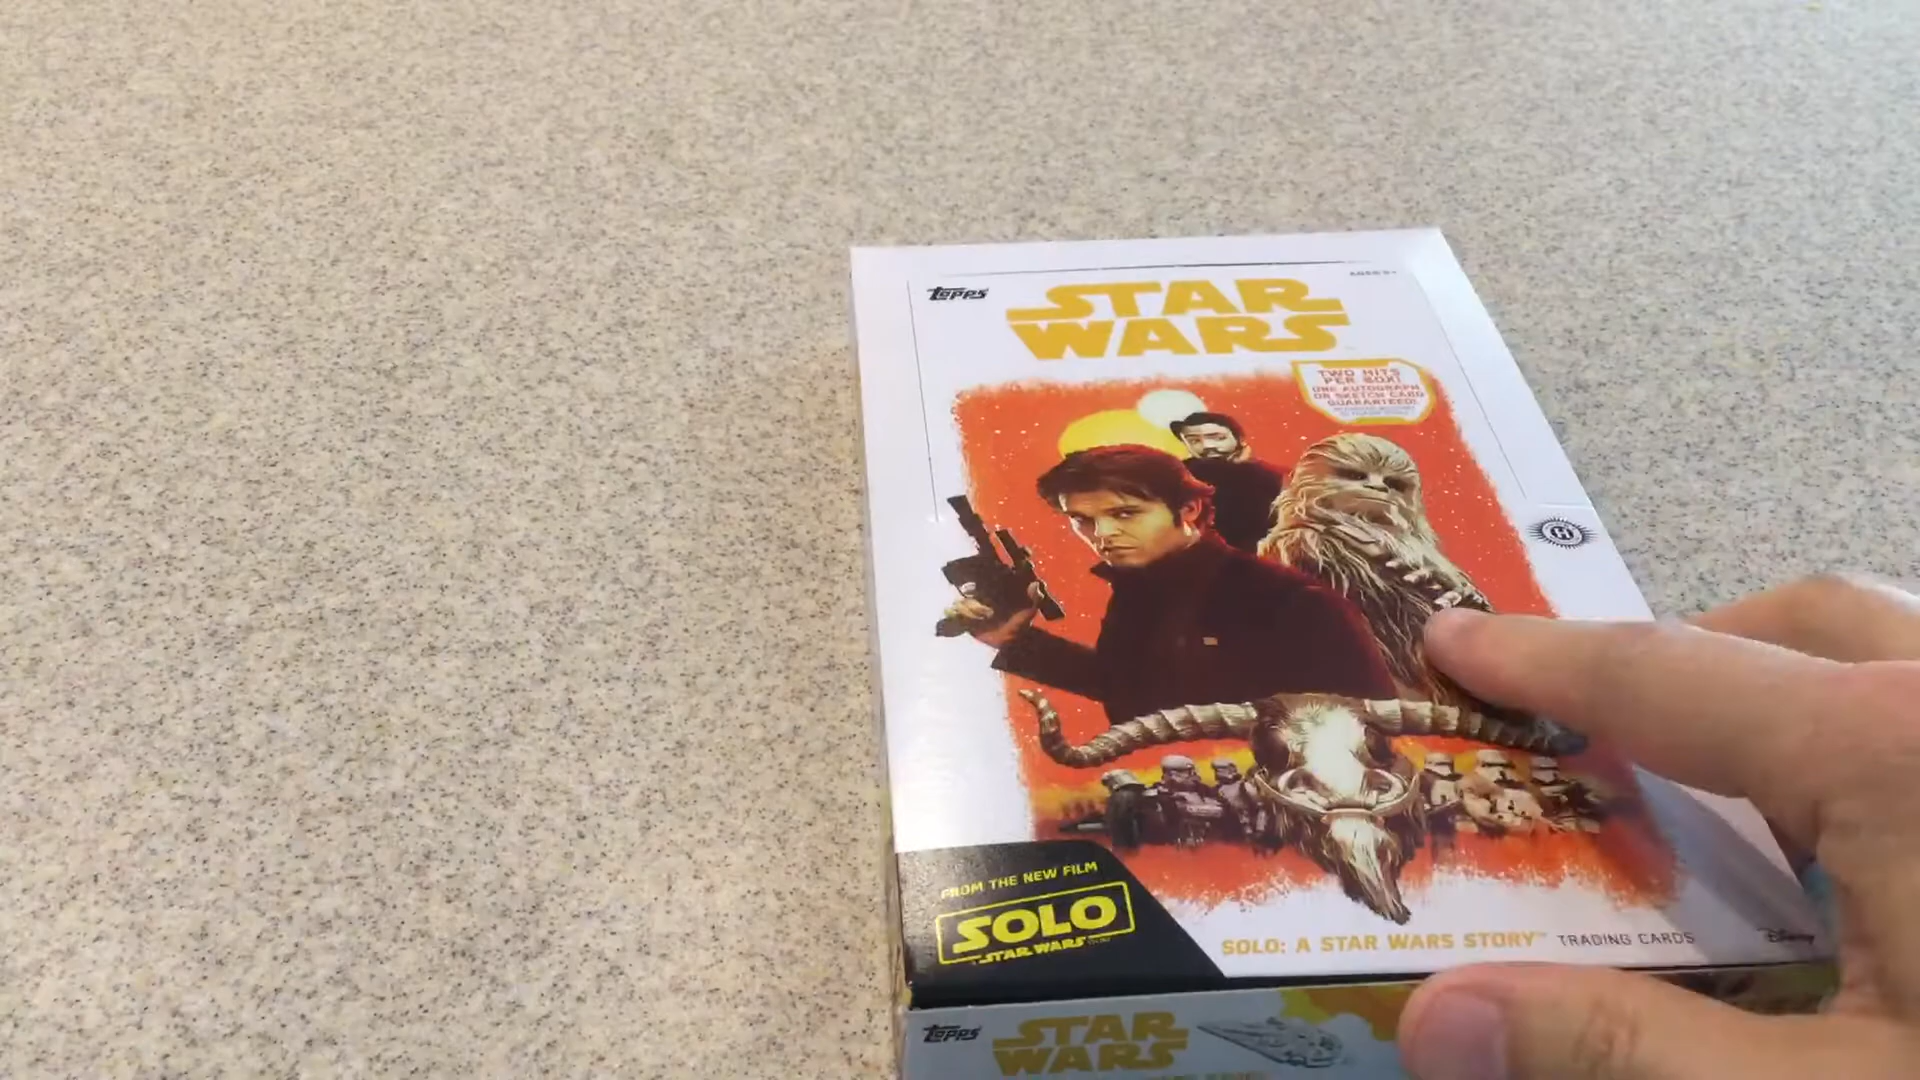 Topps
STAR
WARS
TWO HITS
PER BOX!
ONE AUTOGRAPH
OR SKETCH CARD
GUARANTEED!
H
FROM THE NEW FILM
SOLO
A STAR WARS STORY
SOLO: A STAR WARS STORY™ TRADING CARDS
Disney
Topps
STAR
WARS